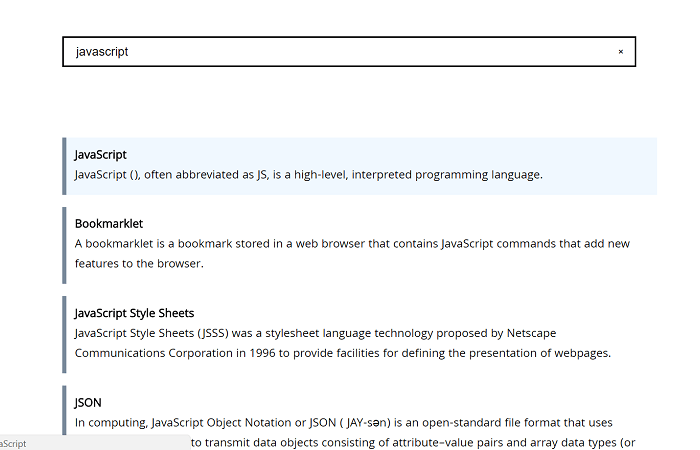 javascript ×
JavaScript
JavaScript (), often abbreviated as JS, is a high-level, interpreted programming language.
Bookmarklet
A bookmarklet is a bookmark stored in a web browser that contains JavaScript commands that add new
features to the browser.
JavaScript Style Sheets
JavaScript Style Sheets (JSSS) was a stylesheet language technology proposed by Netscape
Communications Corporation in 1996 to provide facilities for defining the presentation of webpages.
JSON
In computing, JavaScript Object Notation or JSON ( JAY-sən) is an open-standard file format that uses
to transmit data objects consisting of attribute–value pairs and array data types (or
aScript